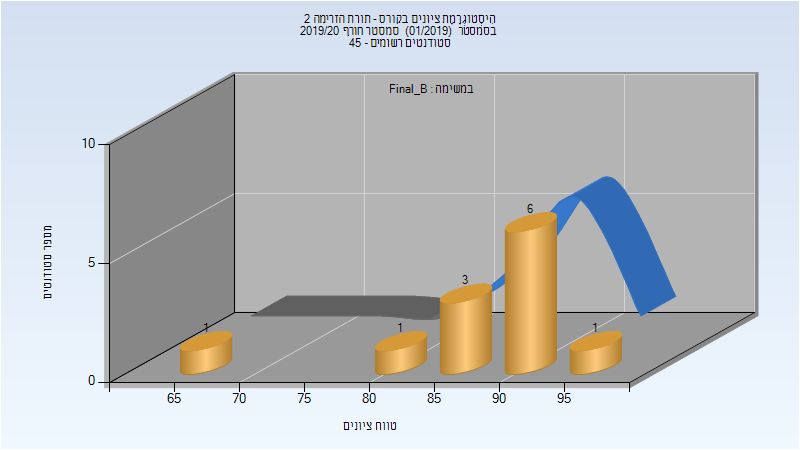 היסטוגרמת ציונים בקורס - תורת הזרימה 2
בסמסטר (01/2019) סמסטר חורף 2019/20
סטודנטים רשומים - 45
במשימה : Final_B
מספר סטודנטים
10
5
0
1
1
3
6
1
65
70
75
80
85
90
95
טווח ציונים